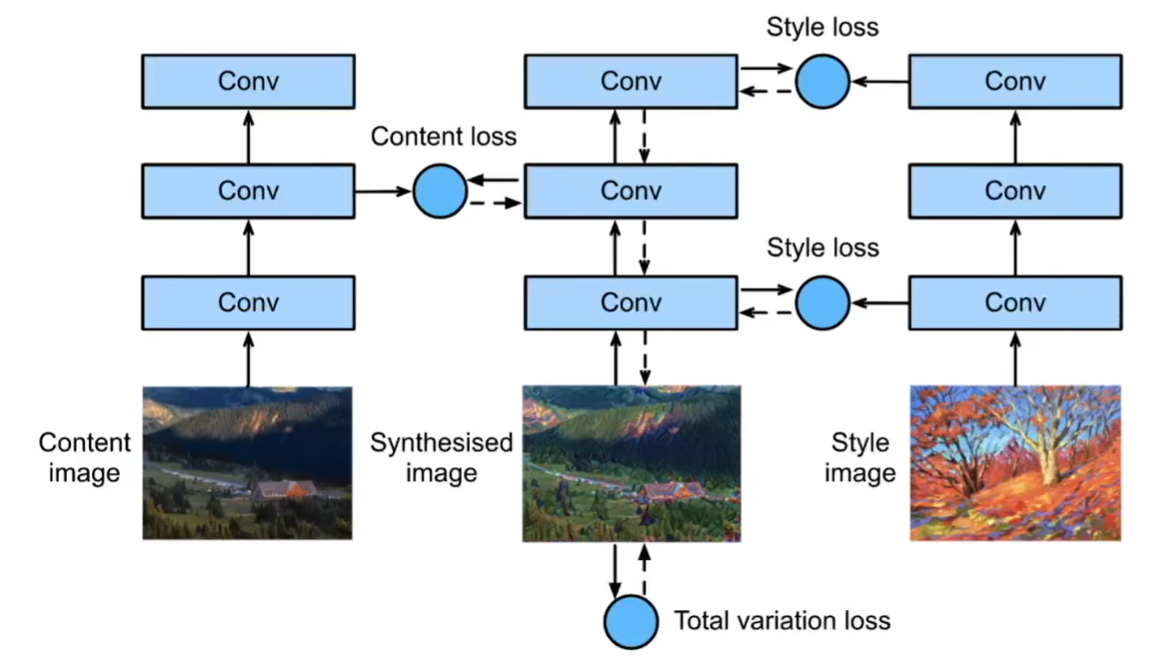 Style loss
Conv
Conv
Conv
Content loss
Conv
Conv
Conv
Style loss
Conv
Conv
Conv
Content
image
Synthesised
image
Style
image
Total variation loss